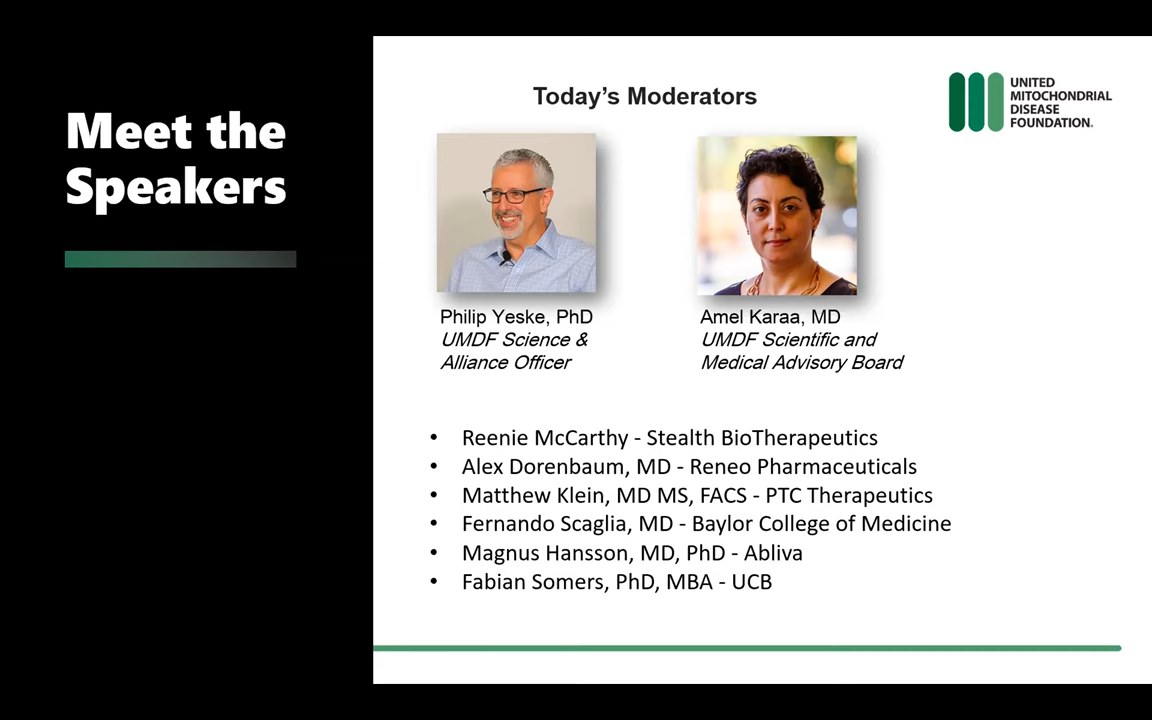 Meet the
Speakers
Today's Moderators
UNITED
MITOCHONDRIAL
DISEASE
FOUNDATION.
Philip Yeske, PhD
UMDF Science &
Alliance Officer
Amel Karaa, MD
UMDF Scientific and
Medical Advisory Board
• Reenie McCarthy - Stealth BioTherapeutics
• Alex Dorenbaum, MD - Reneo Pharmaceuticals
• Matthew Klein, MD MS, FACS - PTC Therapeutics
• Fernando Scaglia, MD - Baylor College of Medicine
• Magnus Hansson, MD, PhD - Abliva
• Fabian Somers, PhD, MBA - UCB